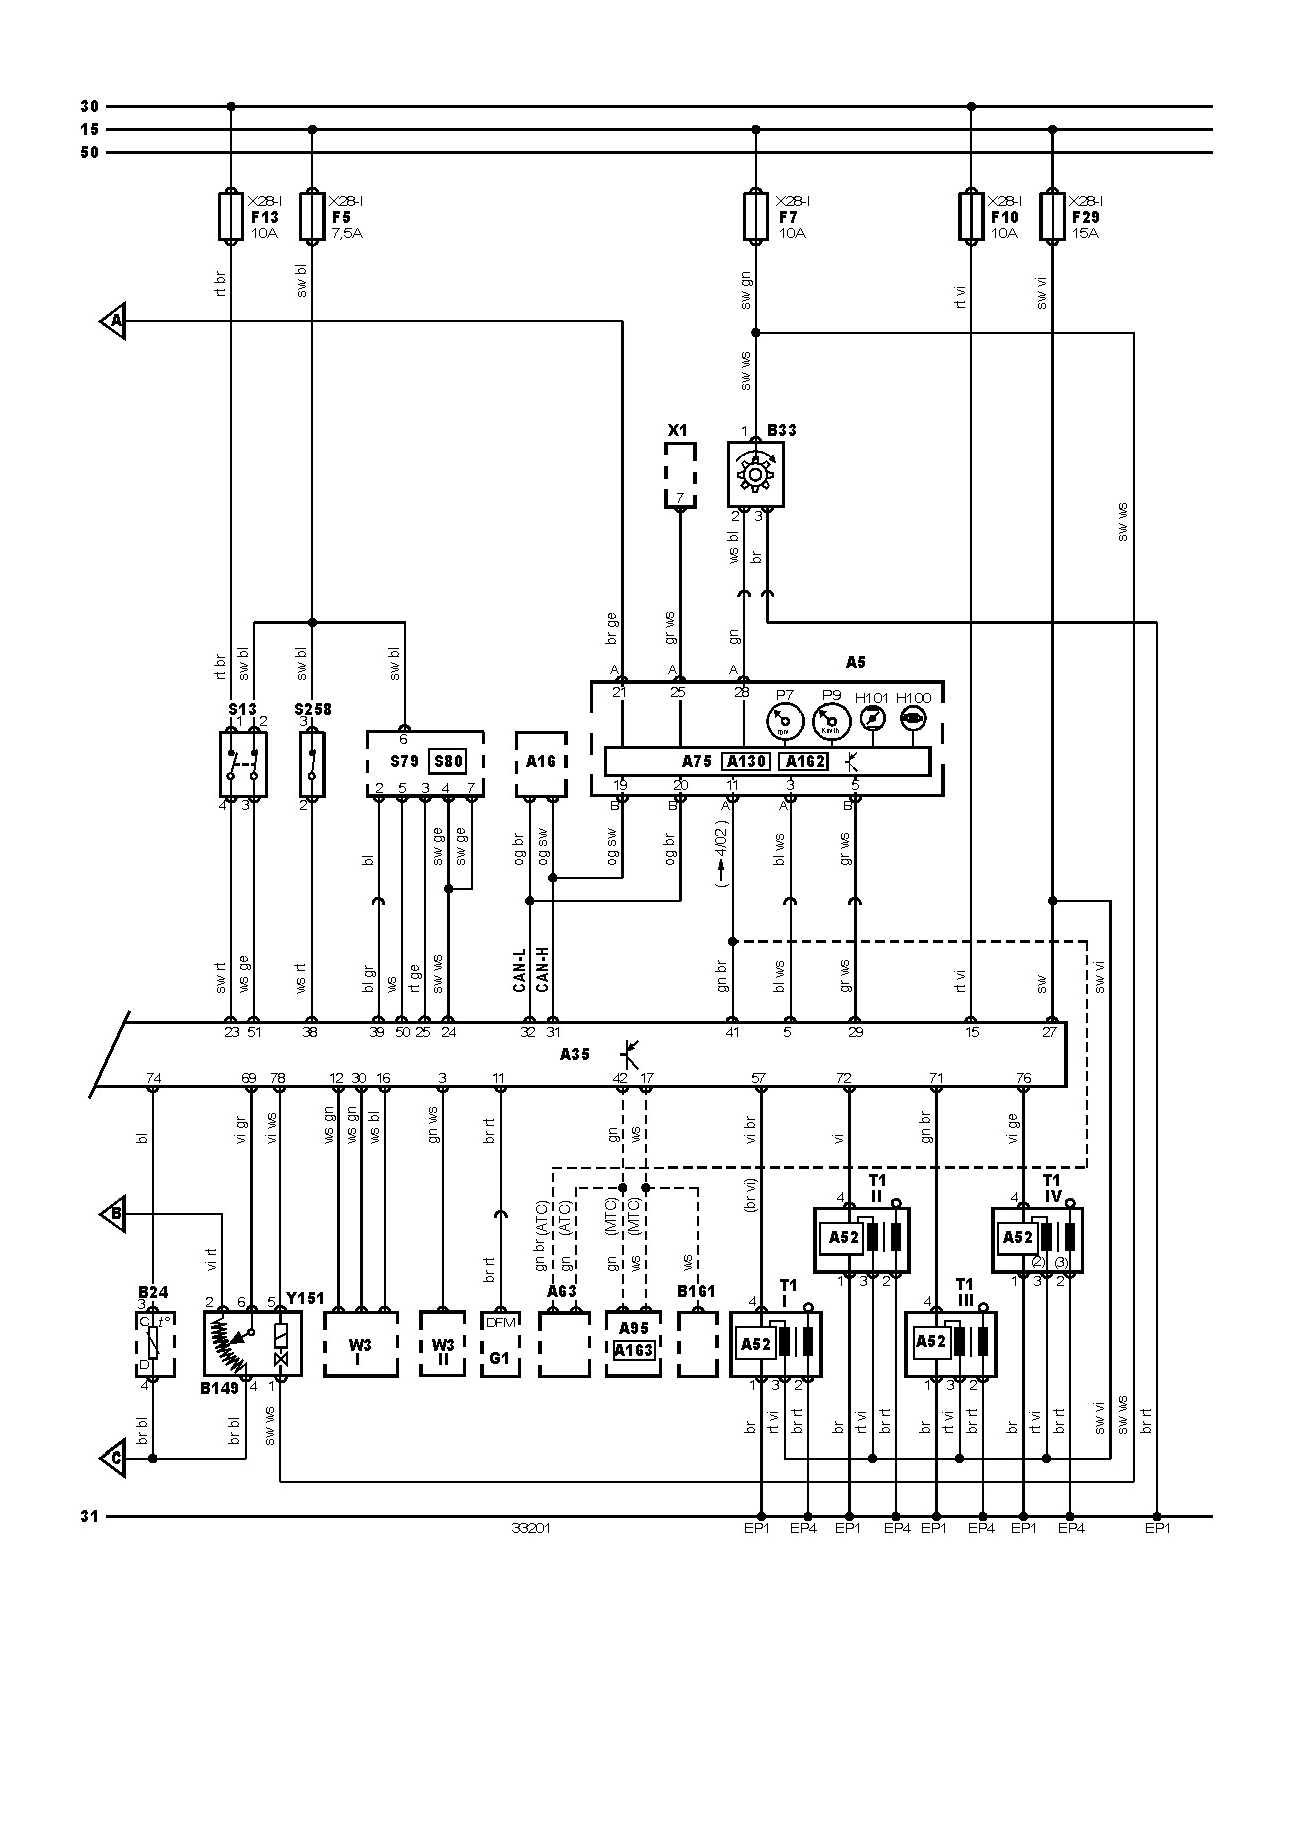 30
15
50
X28-I X28-I X28-I X28-I X28-I
F13 F5 F7 F10 F29
10A 7,5A 10A 10A 15A
rt br sw bl sw gn rt vi sw vi
A
sw ws
X1 1 B33
7
2 3
ws bl br sw ws
br ge gr ws gn
rt br sw bl sw bl sw bl
A A A A5
21 25 28 P7 P9 H101 H100
rpm Km/h
S13 S258
1 2 3 6
S79 S80 A16 A75 A130 A162
4 3 2 2 5 3 4 7 19 20 11 3 5
B B A A B
bl sw ge sw ge og br og sw og sw og br ( 4/02 ) bl ws gr ws
CAN-L CAN-H
sw rt ws ge ws rt bl gr ws rt ge sw ws gn br bl ws gr ws rt vi sw sw vi
23 51 38 39 50 25 24 32 31 41 5 29 15 27
A35
74 69 78 12 30 16 3 11 42 17 57 72 71 76
bl vi gr vi ws ws gn ws gn ws bl gn ws br rt gn ws vi br vi gn br vi ge
T1 II T1 IV
4 4
B
(br vi)
vi rt br rt gn br (ATC) gn (ATC) gn (MTC) ws (MTC) ws
A52 A52
(2) (3)
1 3 2 1 3 2
B24 Y151 A63 B161 T1 I T1 III
3 2 6 5 4 4
C t° DFM A95
D W3 I W3 II G1 A163 A52 A52
4 B149 4 1 1 3 2 1 3 2
br bl br bl sw ws br rt vi br rt br rt vi br rt br rt vi br rt br rt vi br rt sw vi sw ws br rt
C
31
33201 EP1 EP4 EP1 EP4 EP1 EP4 EP1 EP4 EP1